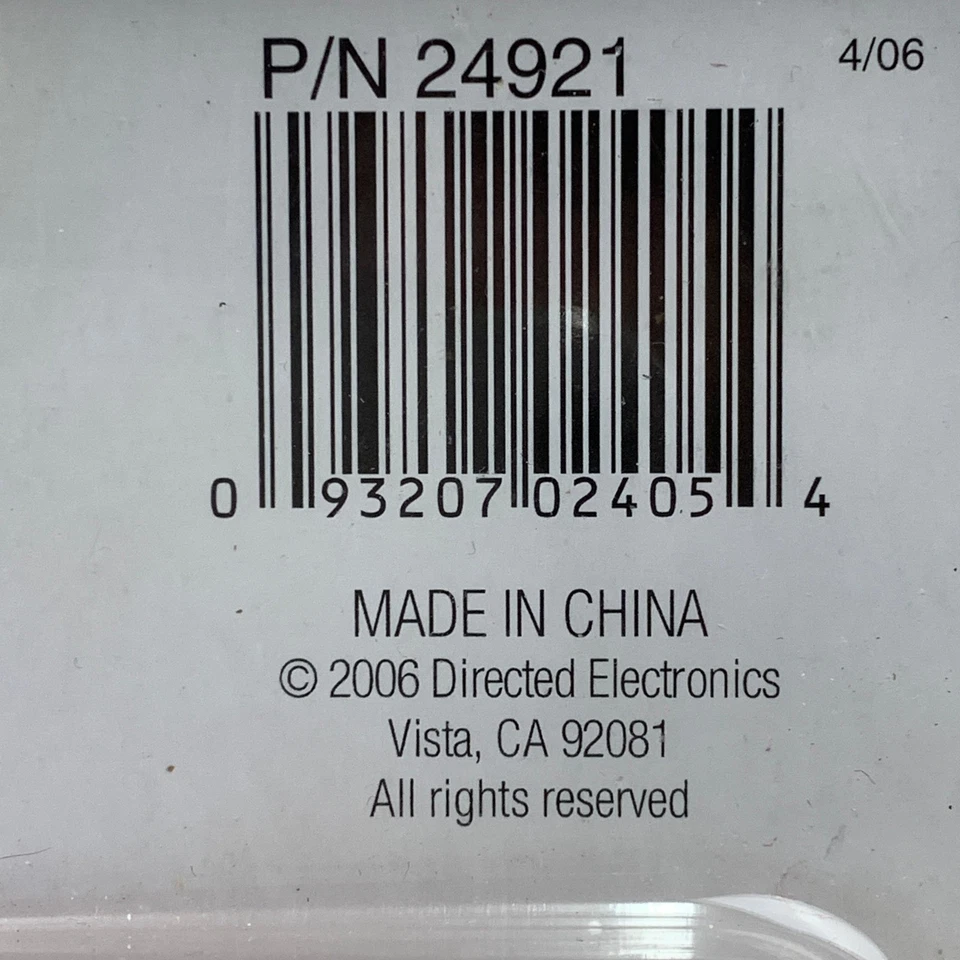 P/N 24921 4/06
0 93207 02405 4
MADE IN CHINA
© 2006 Directed Electronics
Vista, CA 92081
All rights reserved